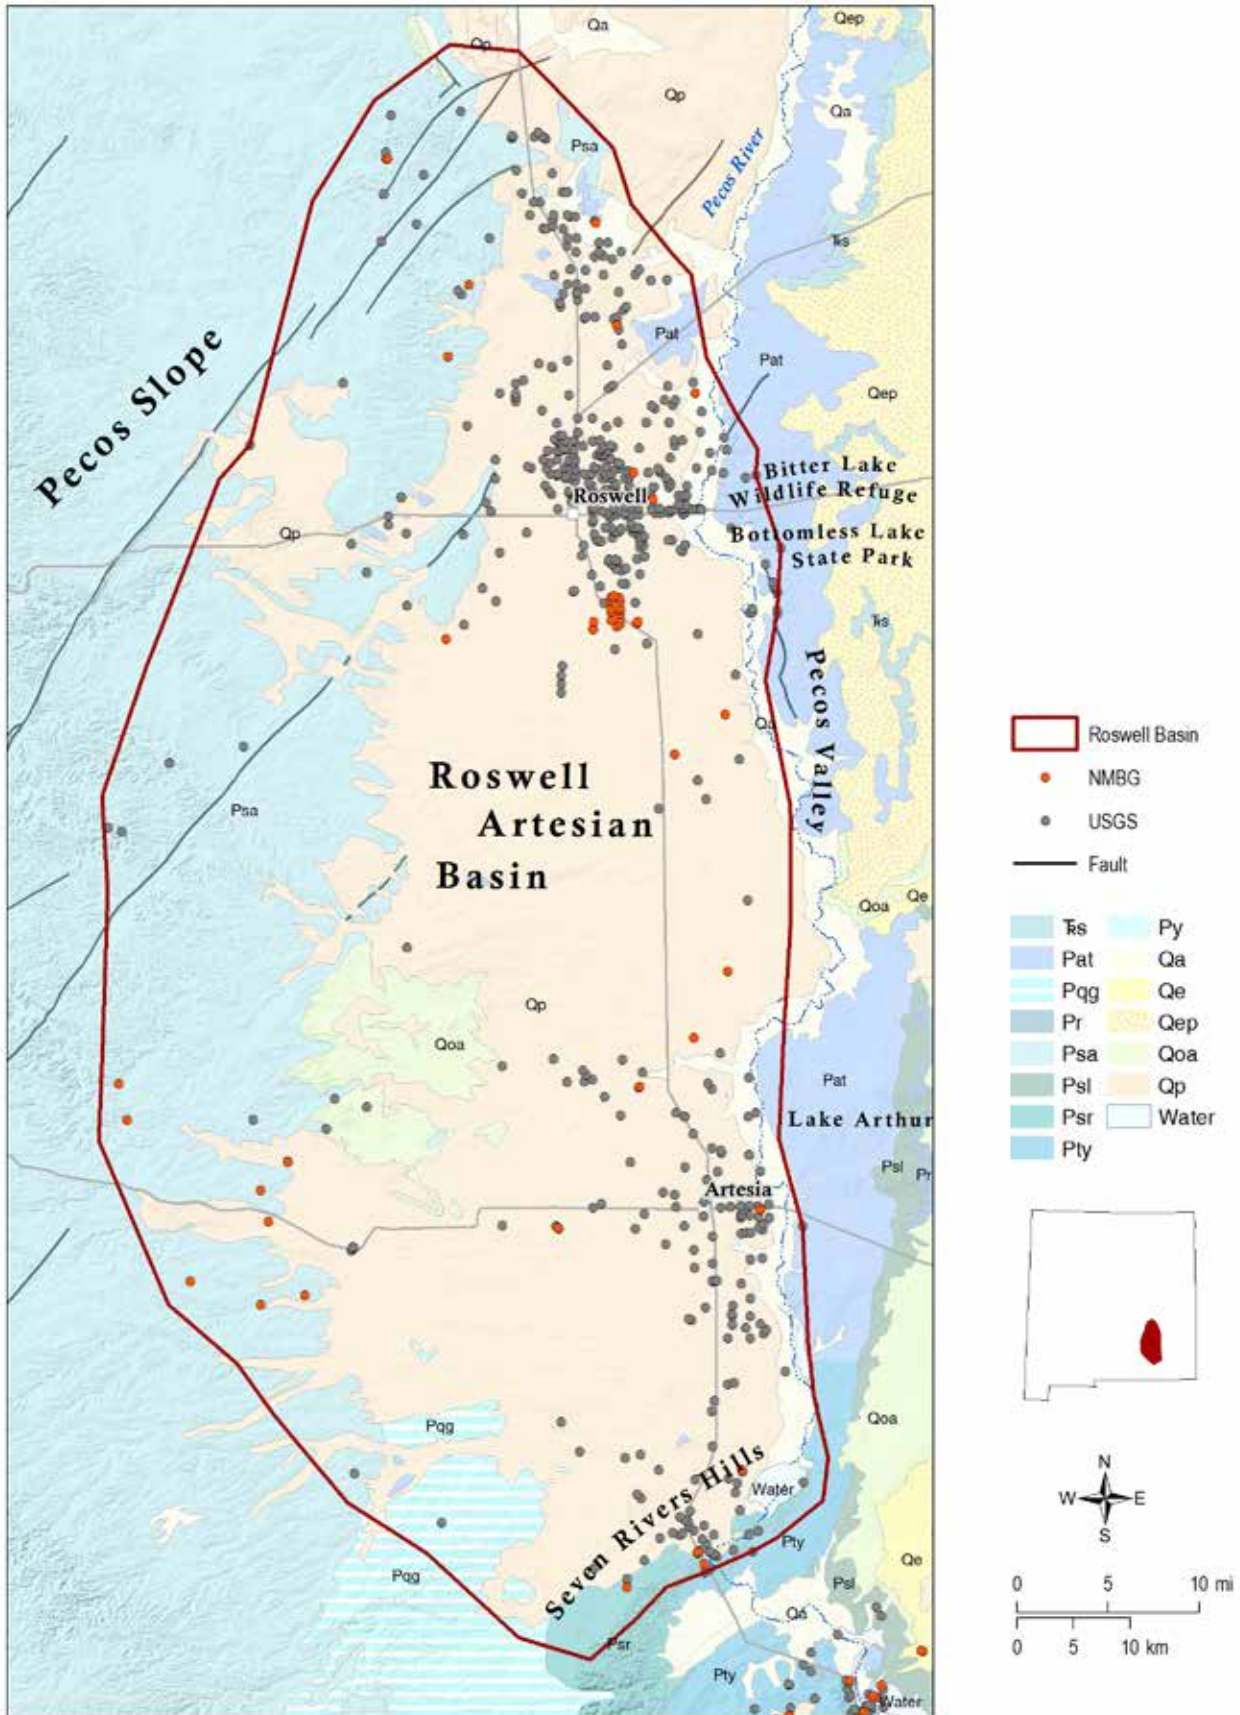 Qep
Qa
Qp
Qp
Qa
Psa
Pecos River
Ŧks
Pat
Pat
Pecos Slope
Qep
Bitter Lake
Wildlife Refuge
Roswell
Bottomless Lake
State Park
Qp
Ŧks
Pecos Valley
Qa
Roswell
Artesian
Basin
Psa
Qoa
Qe
Qp
Qoa
Pat
Lake Arthur
Psl
Pr
Artesia
Pqg
Qoa
Seven Rivers Hills
Water
Pty
Pqg
Psl
Qe
Qa
Psr
Pty
Water
Roswell Basin
NMBG
USGS
Fault
Ŧks
Py
Pat
Qa
Pqg
Qe
Pr
Qep
Psa
Qoa
Psl
Qp
Psr
Water
Pty
N
W
E
S
0 5 10 mi
0 5 10 km